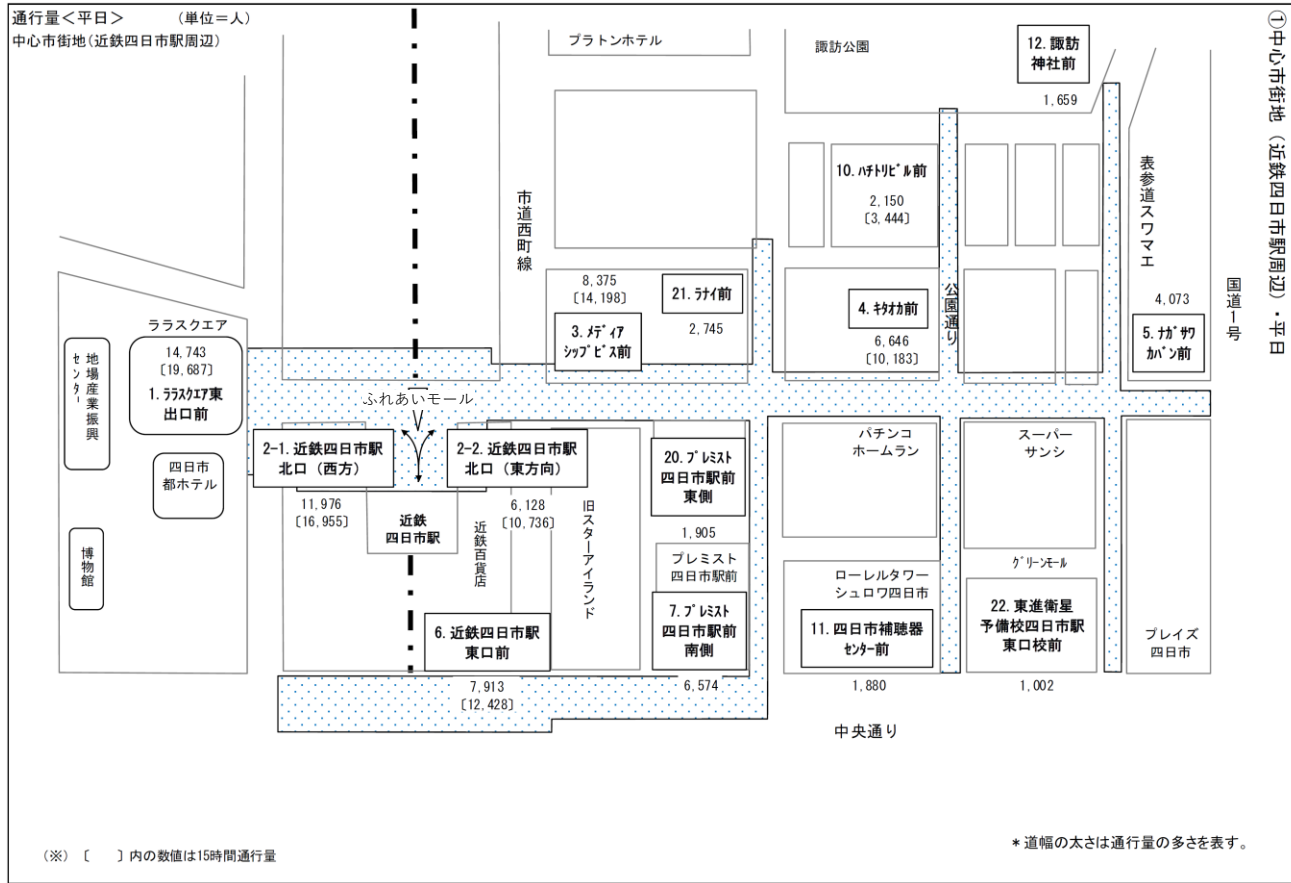 通行量<平日> (単位=人)
中心市街地(近鉄四日市駅周辺)
①中心市街地(近鉄四日市駅周辺)・平日
プラトンホテル
諏訪公園
12. 諏訪
神社前
1,659
10. ハチトリビル前
2,150
〔3,444〕
市道西町線
表参道スワマエ
国道1号
公園通り
8,375
〔14,198〕
3. メディア
シップビス前
21. ラナイ前
2,745
4. キタオカ前
6,646
〔10,183〕
4,073
5. ナガサワ
カバン前
ララスクエア
14,743
〔19,687〕
1. ララスクエア東
出口前
地場産業振興
センター
ふれあいモール
2-1. 近鉄四日市駅
北口(西方)
11,976
〔16,955〕
2-2. 近鉄四日市駅
北口(東方向)
6,128
〔10,736〕
四日市
都ホテル
近鉄
四日市駅
近鉄百貨店
旧スターアイランド
20. プレミスト
四日市駅前
東側
1,905
パチンコ
ホームラン
スーパー
サンシ
博物館
プレミスト
四日市駅前
ローレルタワー
シュロワ四日市
グリーンモール
6. 近鉄四日市駅
東口前
7,913
〔12,428〕
7. プレミスト
四日市駅前
南側
6,574
11. 四日市補聴器
センター前
1,880
22. 東進衛星
予備校四日市駅
東口校前
1,002
プレイズ
四日市
中央通り
(※) 〔 〕内の数値は15時間通行量
*道幅の太さは通行量の多さを表す。